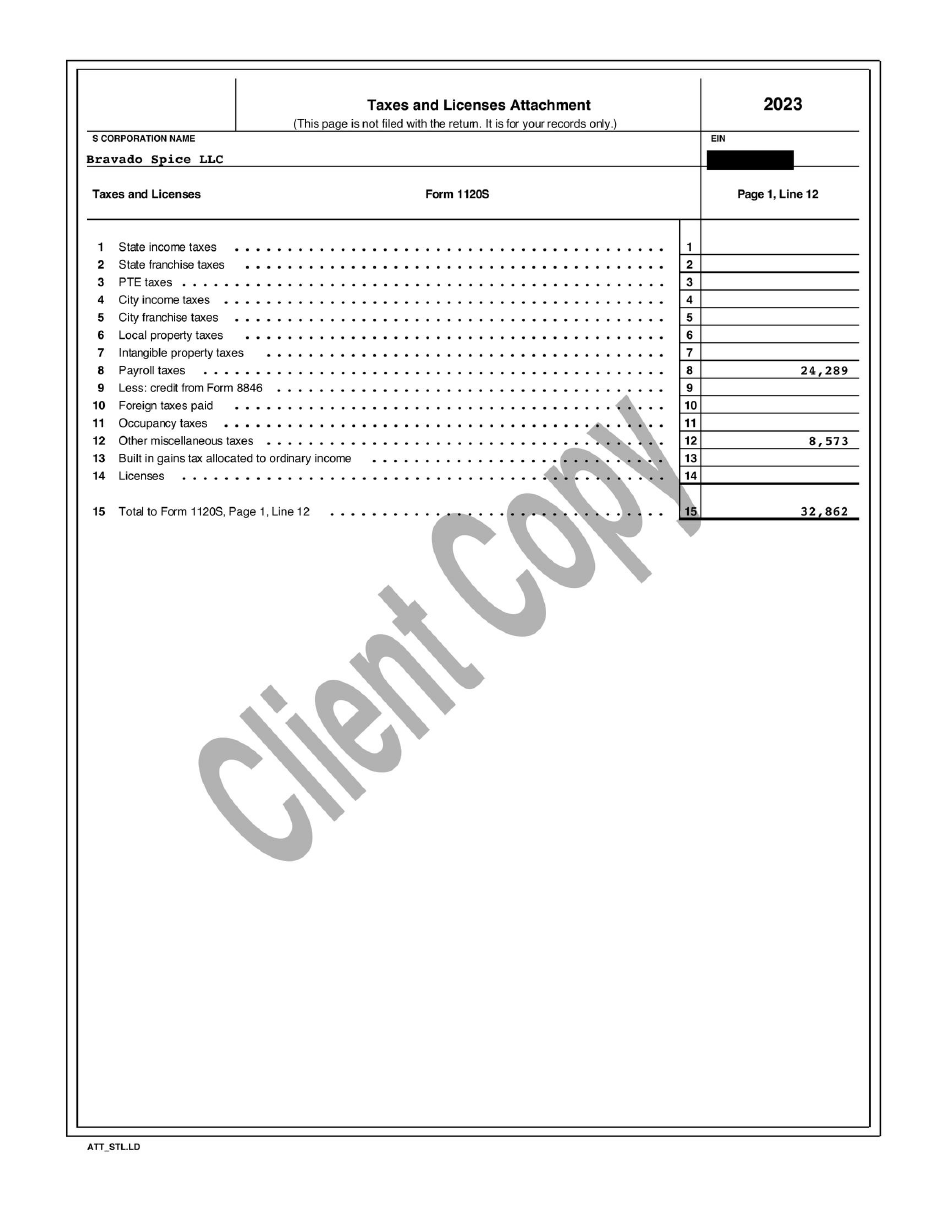 Taxes and Licenses Attachment 2023
(This page is not filed with the return. It is for your records only.)
S CORPORATION NAME EIN
Bravado Spice LLC
Taxes and Licenses Form 1120S Page 1, Line 12
1 State income taxes . . . . . . . . . . . . . . . . . . . . . . . . . . . . . . . . . . . . . . . . . 1
2 State franchise taxes . . . . . . . . . . . . . . . . . . . . . . . . . . . . . . . . . . . . . . . . 2
3 PTE taxes . . . . . . . . . . . . . . . . . . . . . . . . . . . . . . . . . . . . . . . . . . . . . . 3
4 City income taxes . . . . . . . . . . . . . . . . . . . . . . . . . . . . . . . . . . . . . . . . . . 4
5 City franchise taxes . . . . . . . . . . . . . . . . . . . . . . . . . . . . . . . . . . . . . . . . . 5
6 Local property taxes . . . . . . . . . . . . . . . . . . . . . . . . . . . . . . . . . . . . . . . . 6
7 Intangible property taxes . . . . . . . . . . . . . . . . . . . . . . . . . . . . . . . . . . . . . . 7
8 Payroll taxes . . . . . . . . . . . . . . . . . . . . . . . . . . . . . . . . . . . . . . . . . . . . 8 24,289
9 Less: credit from Form 8846 . . . . . . . . . . . . . . . . . . . . . . . . . . . . . . . . . . . . . 9
10 Foreign taxes paid . . . . . . . . . . . . . . . . . . . . . . . . . . . . . . . . . . . . . . . . . 10
11 Occupancy taxes . . . . . . . . . . . . . . . . . . . . . . . . . . . . . . . . . . . . . . . . . . 11
12 Other miscellaneous taxes . . . . . . . . . . . . . . . . . . . . . . . . . . . . . . . . . . . . . . 12 8,573
13 Built in gains tax allocated to ordinary income . . . . . . . . . . . . . . . . . . . . . . . . . . . . 13
14 Licenses . . . . . . . . . . . . . . . . . . . . . . . . . . . . . . . . . . . . . . . . . . . . . . 14
15 Total to Form 1120S, Page 1, Line 12 . . . . . . . . . . . . . . . . . . . . . . . . . . . . . . . . 15 32,862
Client Copy
ATT_STL.LD